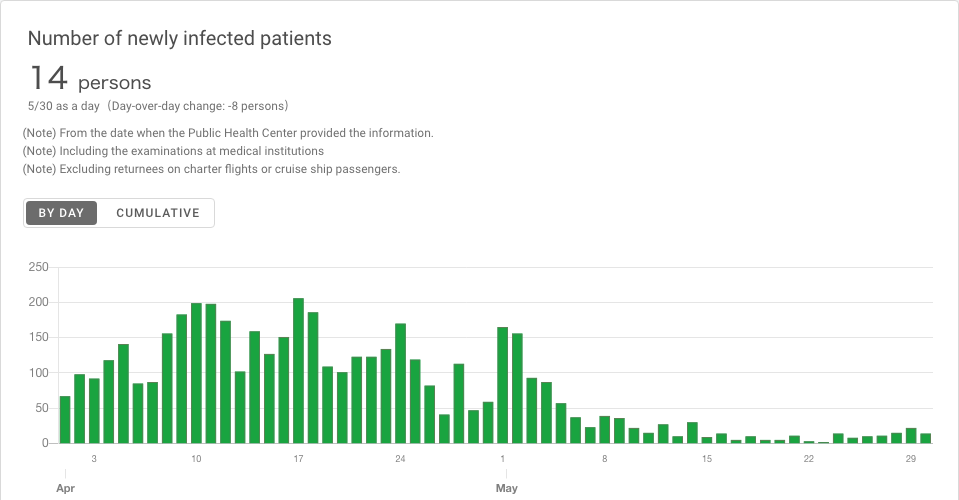 Number of newly infected patients
14 persons
5/30 as a day（Day-over-day change: -8 persons）
(Note) From the date when the Public Health Center provided the information.
(Note) Including the examinations at medical institutions
(Note) Excluding returnees on charter flights or cruise ship passengers.
BY DAY CUMULATIVE
250
200
150
100
50
0
3 10 17 24 1 8 15 22 29
Apr May